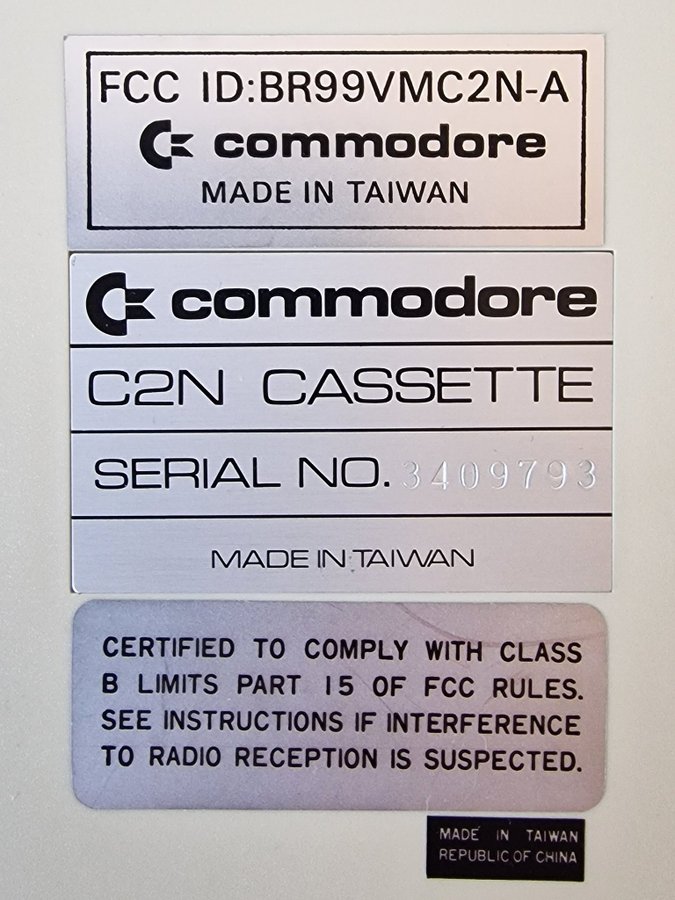 FCC ID:BR99VMC2N-A
commodore
MADE IN TAIWAN
commodore
C2N CASSETTE
SERIAL NO. 3409793
MADE IN TAIWAN
CERTIFIED TO COMPLY WITH CLASS
B LIMITS PART 15 OF FCC RULES.
SEE INSTRUCTIONS IF INTERFERENCE
TO RADIO RECEPTION IS SUSPECTED.
MADE IN TAIWAN
REPUBLIC OF CHINA